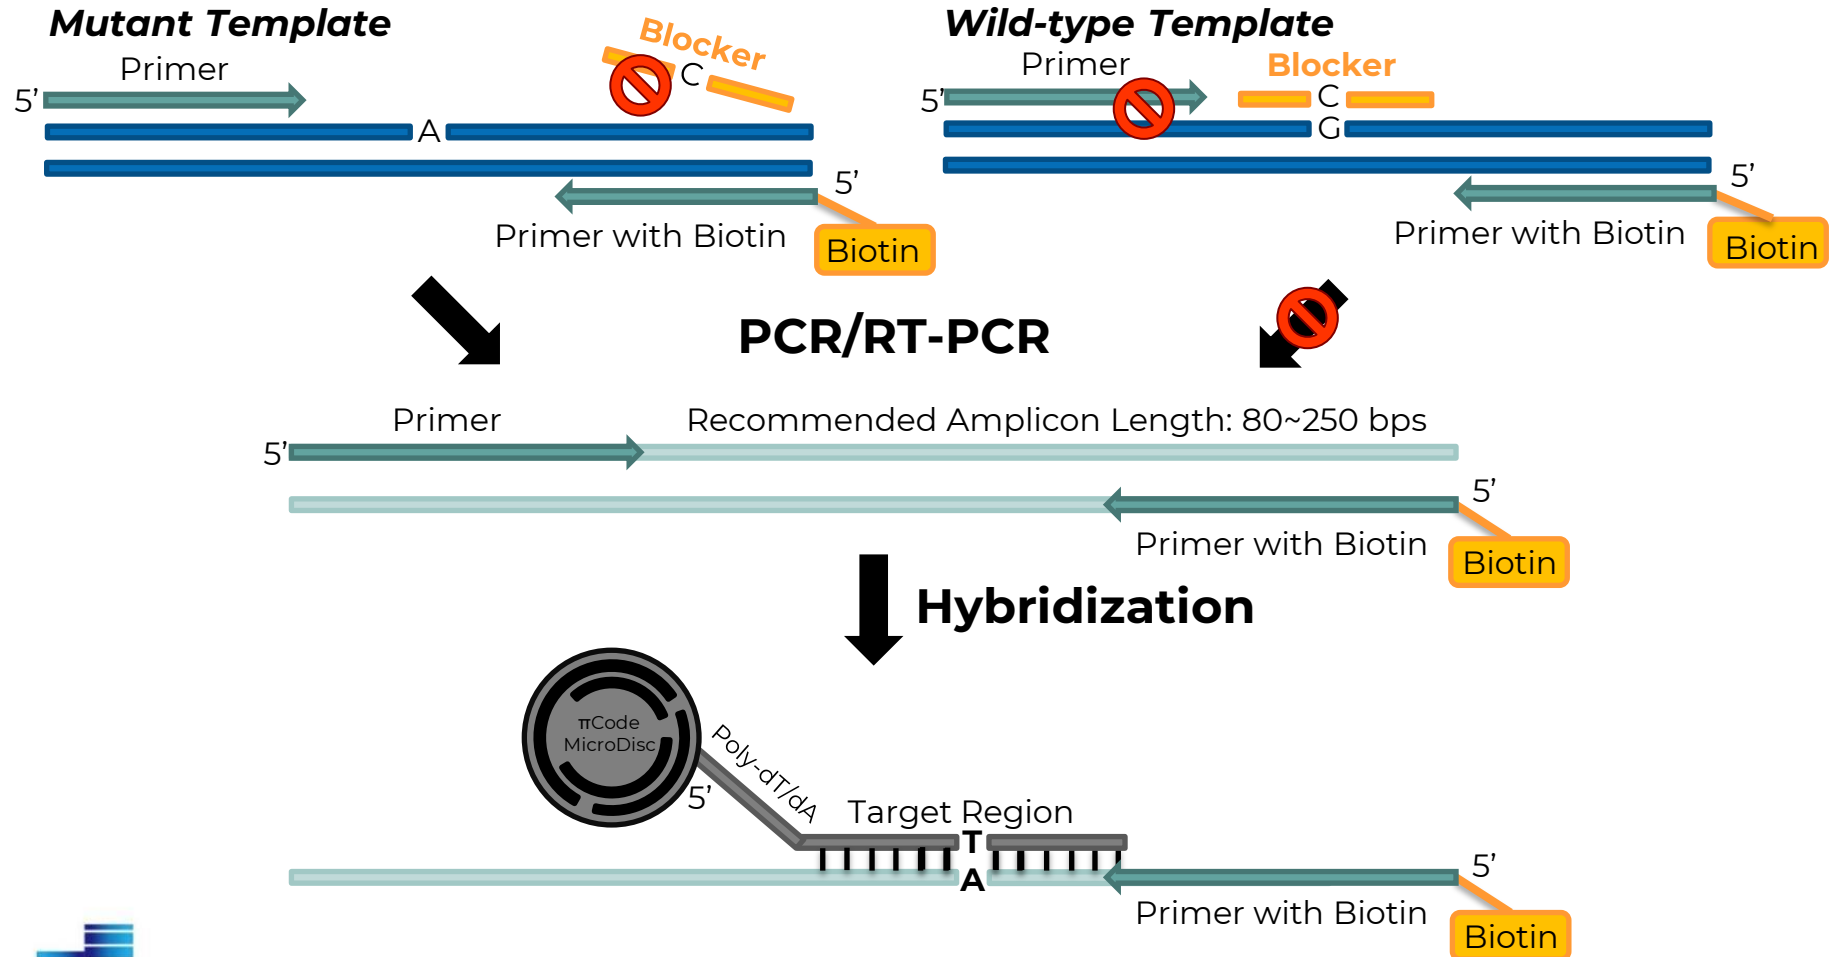 Mutant Template
Primer
5’
Blocker
C
A
5’
Primer with Biotin
Biotin
Wild-type Template
Primer
5’
Blocker
C
G
5’
Primer with Biotin
Biotin
PCR/RT-PCR
Primer
Recommended Amplicon Length: 80~250 bps
5’
5’
Primer with Biotin
Biotin
Hybridization
πCode
MicroDisc
5’
Poly-dT/dA
Target Region
T
A
5’
Primer with Biotin
Biotin